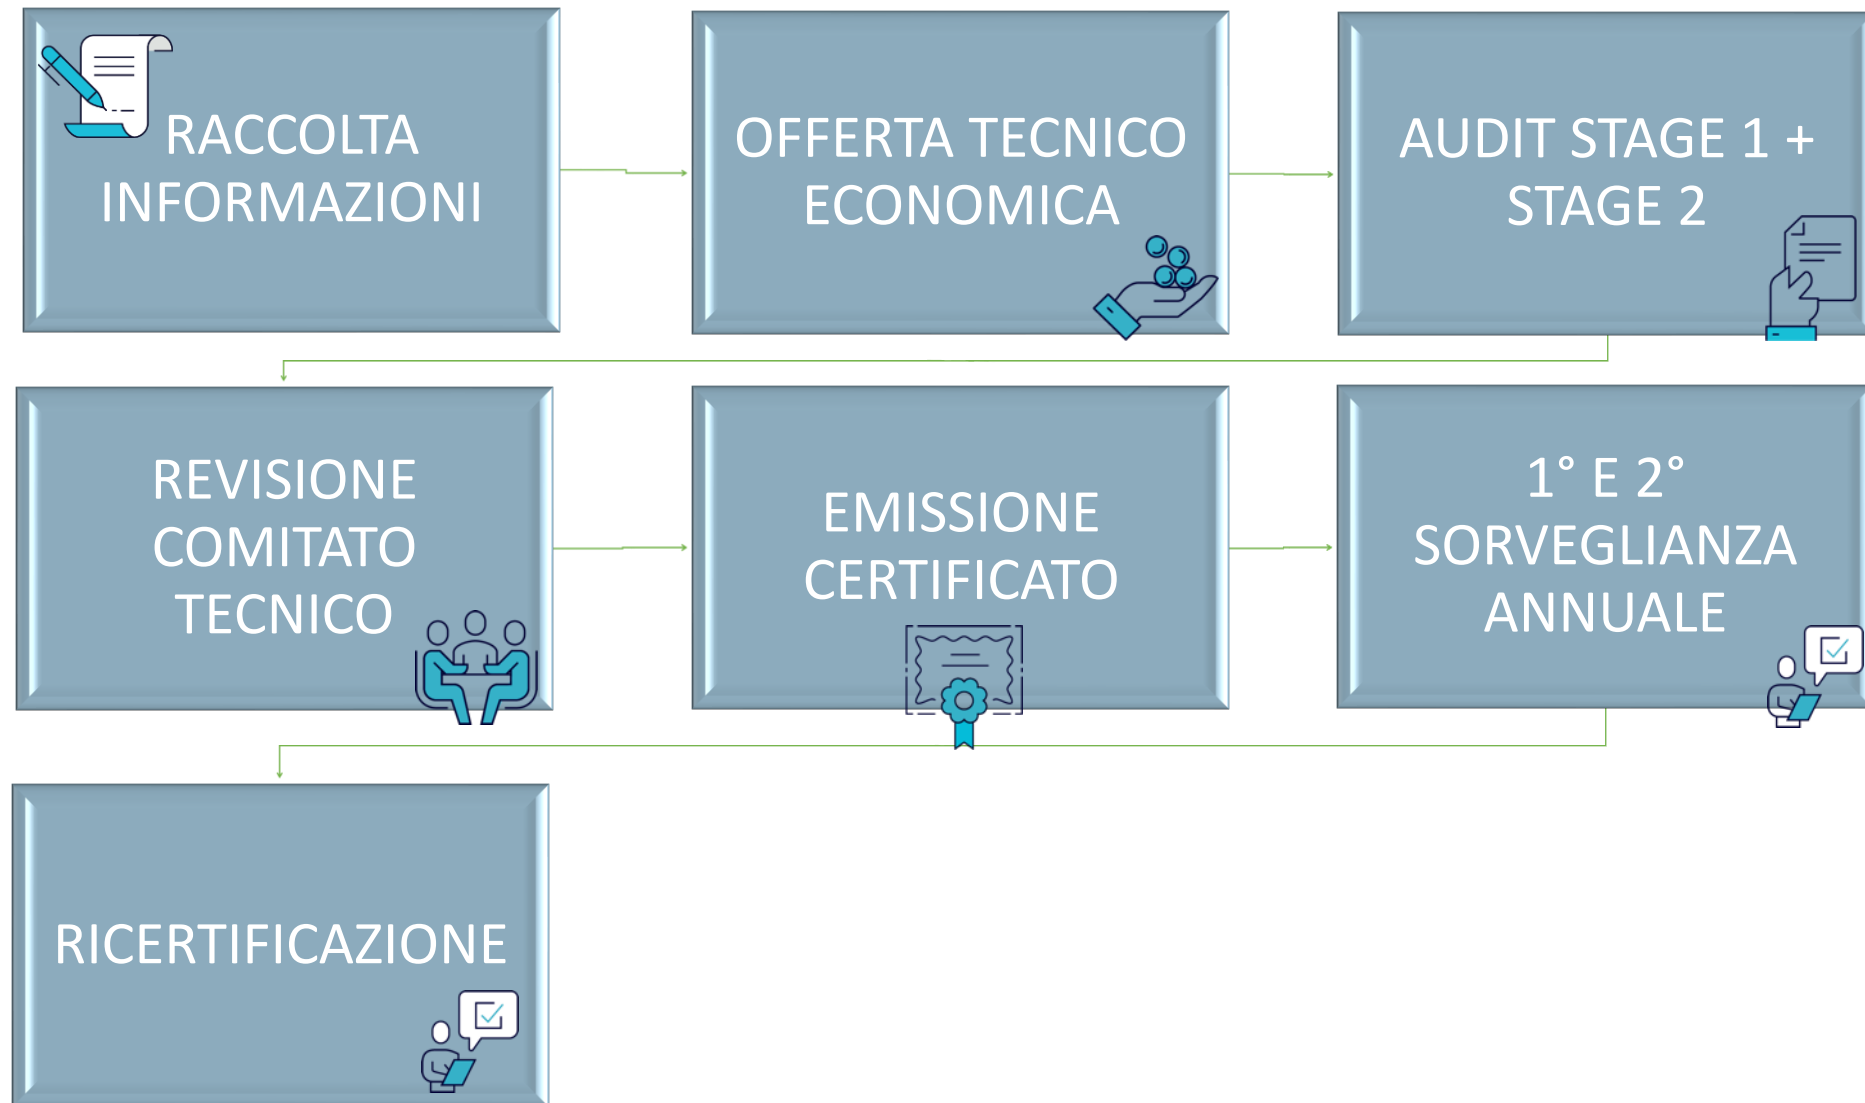 RACCOLTA
INFORMAZIONI
OFFERTA TECNICO
ECONOMICA
AUDIT STAGE 1 +
STAGE 2
REVISIONE
COMITATO
TECNICO
EMISSIONE
CERTIFICATO
1° E 2°
SORVEGLIANZA
ANNUALE
RICERTIFICAZIONE